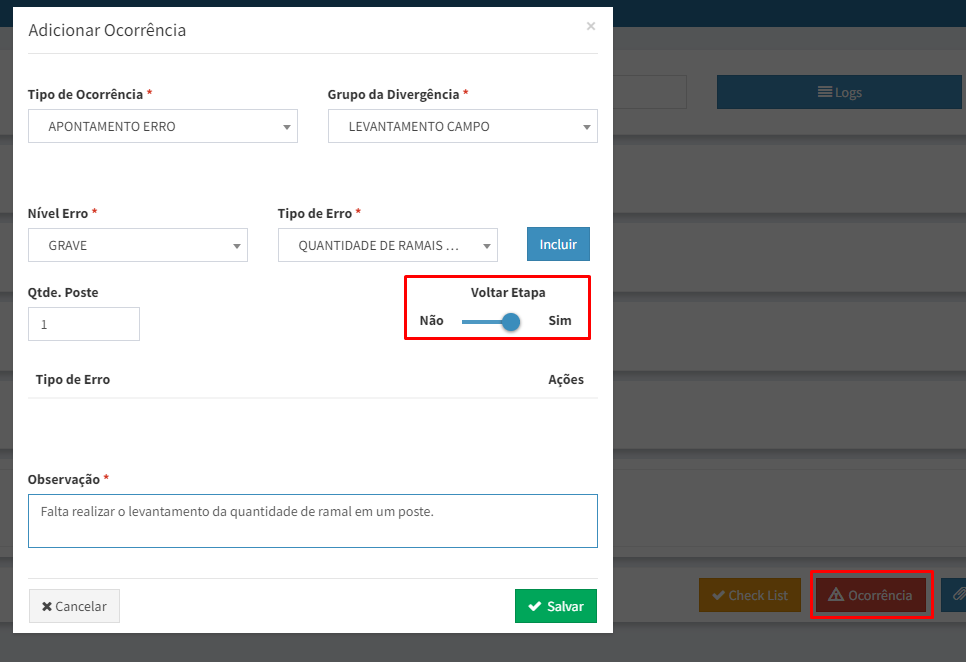 Adicionar Ocorrência ×
Tipo de Ocorrência * Grupo da Divergência *
APONTAMENTO ERRO LEVANTAMENTO CAMPO
Logs
Nível Erro * Tipo de Erro *
GRAVE QUANTIDADE DE RAMAIS ... Incluir
Qtde. Poste Voltar Etapa
1 Não Sim
Tipo de Erro Ações
Observação *
Falta realizar o levantamento da quantidade de ramal em um poste.
Cancelar Salvar
Check List Ocorrência